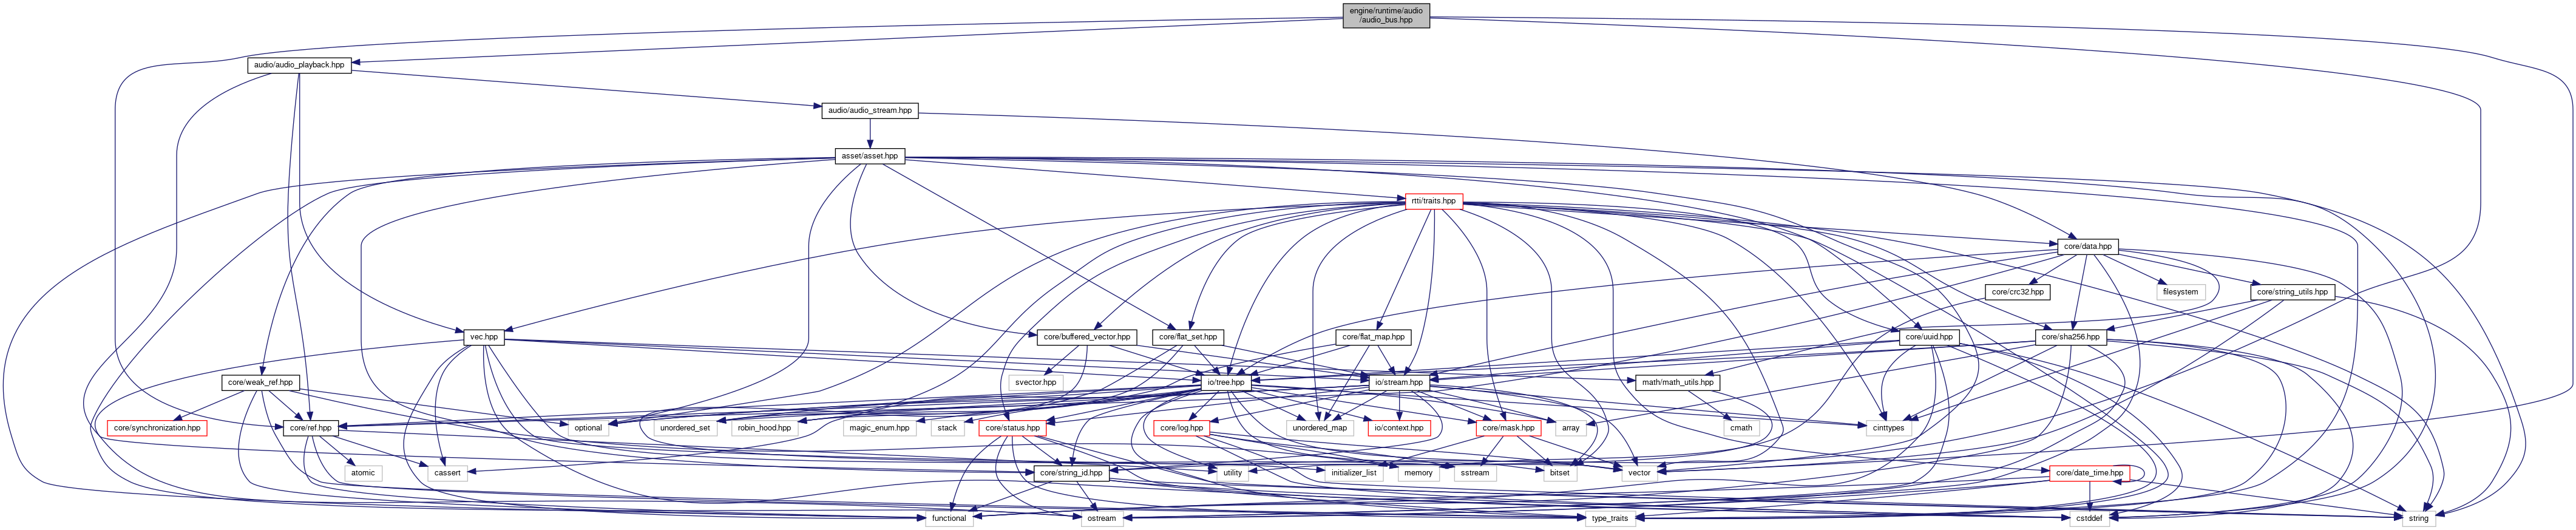 engine/runtime/audio
/audio_bus.hpp
audio/audio_playback.hpp
audio/audio_stream.hpp
asset/asset.hpp
rtti/traits.hpp
core/data.hpp
core/crc32.hpp
filesystem
core/string_utils.hpp
vec.hpp
core/buffered_vector.hpp
core/flat_set.hpp
core/flat_map.hpp
core/uuid.hpp
core/sha256.hpp
core/weak_ref.hpp
svector.hpp
io/tree.hpp
io/stream.hpp
math/math_utils.hpp
core/synchronization.hpp
core/ref.hpp
optional
unordered_set
robin_hood.hpp
magic_enum.hpp
stack
core/status.hpp
core/log.hpp
unordered_map
io/context.hpp
core/mask.hpp
array
cmath
cinttypes
atomic
cassert
core/string_id.hpp
utility
initializer_list
memory
sstream
bitset
vector
core/date_time.hpp
functional
ostream
type_traits
cstddef
string